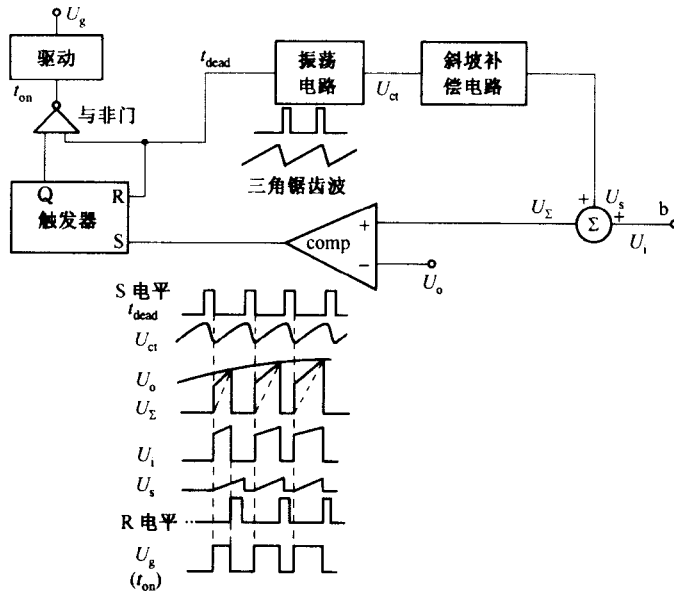 U_g
驱动
t_on
与非门
t_dead
振荡
电路
U_ct
斜坡补
偿电路
三角锯齿波
Q
R
触发器
S
comp
+
−
U_o
U_Σ
+
U_s
Σ
+
U_i
b
S 电平
t_dead
U_ct
U_o
U_Σ
U_i
U_s
R 电平 ···
U_g
(t_on)